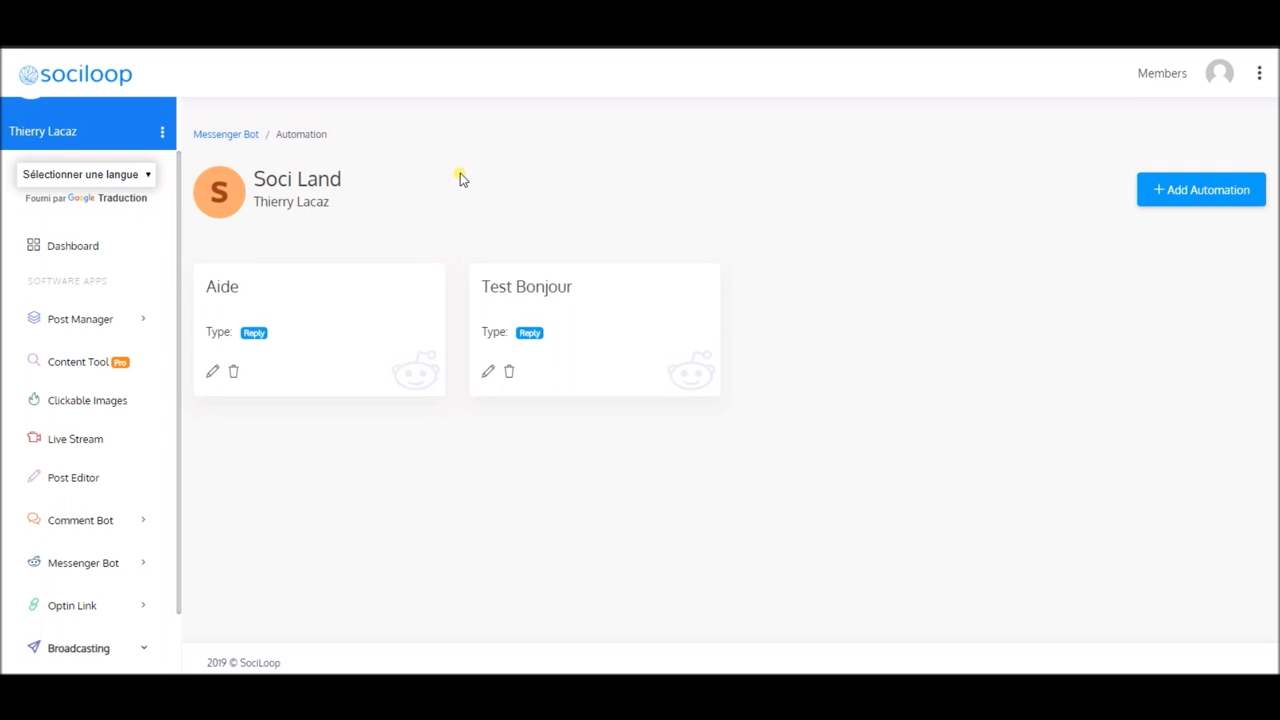 sociloop
Members
Thierry Lacaz
Sélectionner une langue
Fourni par Google Traduction
Dashboard
SOFTWARE APPS
Post Manager
Content Tool Pro
Clickable Images
Live Stream
Post Editor
Comment Bot
Messenger Bot
Optin Link
Broadcasting
Messenger Bot / Automation
S
Soci Land
Thierry Lacaz
+ Add Automation
Aide
Type: Reply
Test Bonjour
Type: Reply
2019 © SociLoop